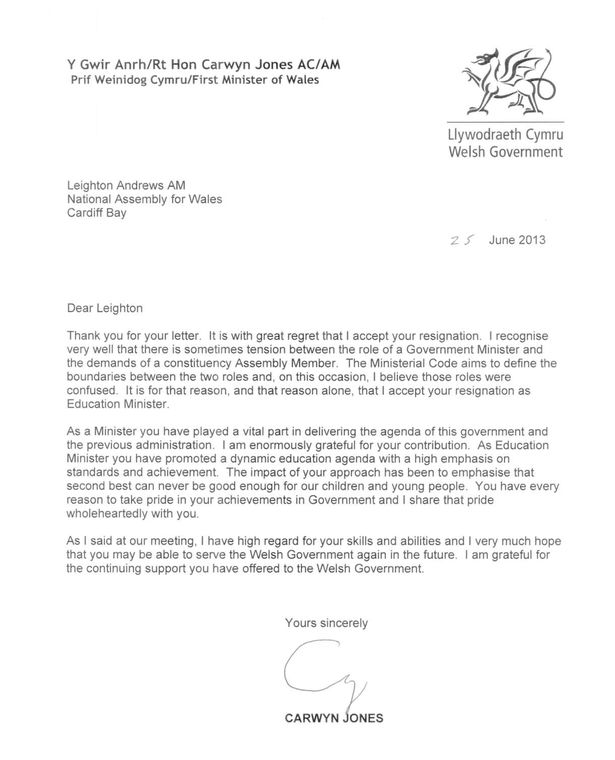 Y Gwir Anrh/Rt Hon Carwyn Jones AC/AM
Prif Weinidog Cymru/First Minister of Wales
Llywodraeth Cymru
Welsh Government
Leighton Andrews AM
National Assembly for Wales
Cardiff Bay
25 June 2013
Dear Leighton
Thank you for your letter. It is with great regret that I accept your resignation. I recognise
very well that there is sometimes tension between the role of a Government Minister and
the demands of a constituency Assembly Member. The Ministerial Code aims to define the
boundaries between the two roles and, on this occasion, I believe those roles were
confused. It is for that reason, and that reason alone, that I accept your resignation as
Education Minister.
As a Minister you have played a vital part in delivering the agenda of this government and
the previous administration. I am enormously grateful for your contribution. As Education
Minister you have promoted a dynamic education agenda with a high emphasis on
standards and achievement. The impact of your approach has been to emphasise that
second best can never be good enough for our children and young people. You have every
reason to take pride in your achievements in Government and I share that pride
wholeheartedly with you.
As I said at our meeting, I have high regard for your skills and abilities and I very much hope
that you may be able to serve the Welsh Government again in the future. I am grateful for
the continuing support you have offered to the Welsh Government.
Yours sincerely
CARWYN JONES